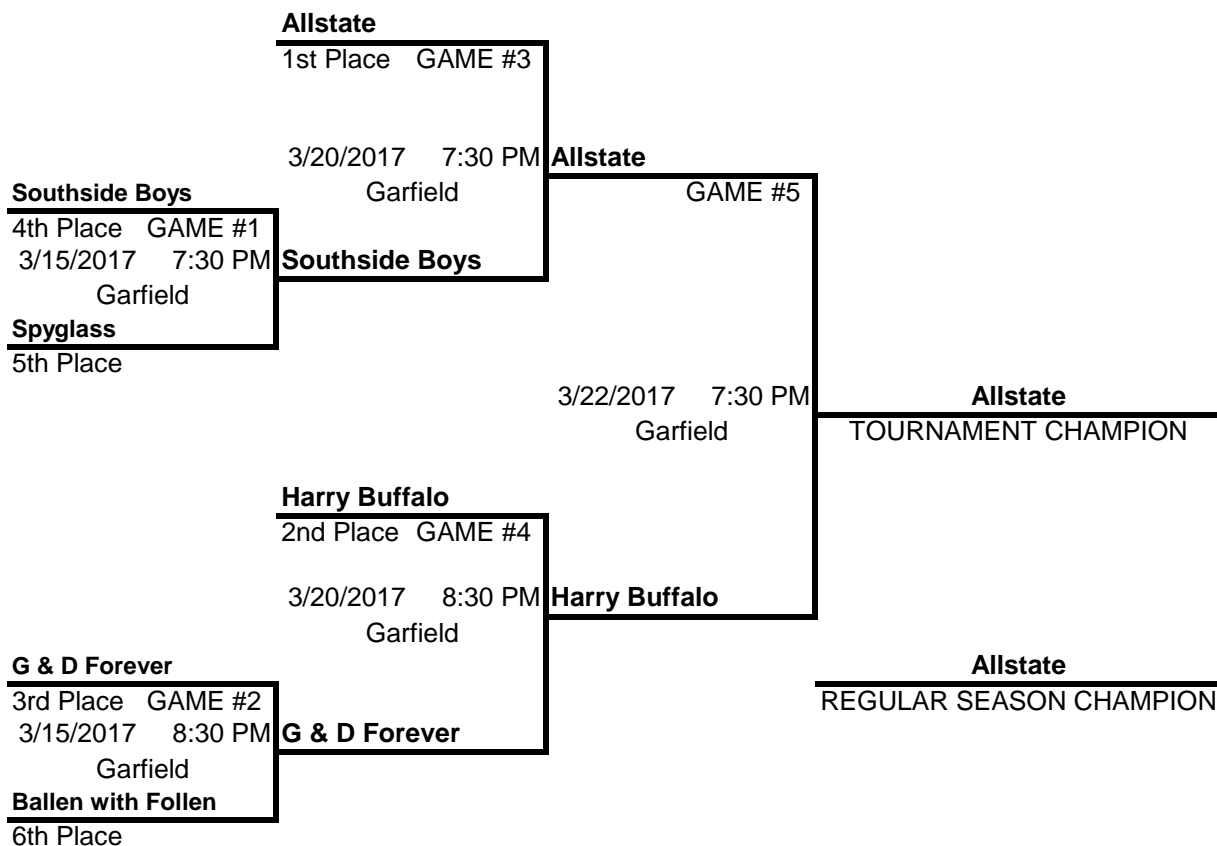 Allstate
1st Place GAME #3
3/20/2017 7:30 PM Allstate
Southside Boys Garfield GAME #5
4th Place GAME #1
3/15/2017 7:30 PM Southside Boys
Garfield
Spyglass
5th Place
3/22/2017 7:30 PM Allstate
Garfield TOURNAMENT CHAMPION
Harry Buffalo
2nd Place GAME #4
3/20/2017 8:30 PM Harry Buffalo
Garfield
G & D Forever Allstate
3rd Place GAME #2 REGULAR SEASON CHAMPION
3/15/2017 8:30 PM G & D Forever
Garfield
Ballen with Follen
6th Place